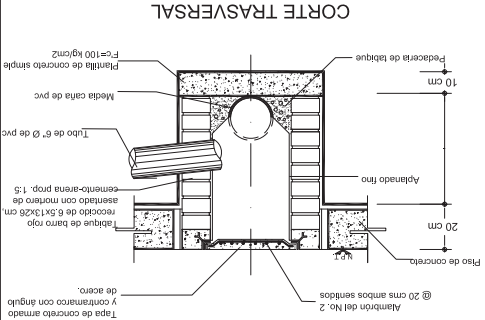 Tapa de concreto armado
y contramarco con ángulo
de acero.
Alambrón del No. 2
@ 20 cms ambos sentidos
N.P.T.
Piso de concreto
20 cm
Tabique de barro rojo
recocido de 6.5x13x26 cm,
asentado con mortero de
cemento-arena prop. 1:5
Aplanado fino
Tubo de 6" Ø de pvc
Media caña de pvc
Plantilla concreto simple
F'c=100 kg/cm2
Pedacería de tabique
10 cm
CORTE TRASVERSAL